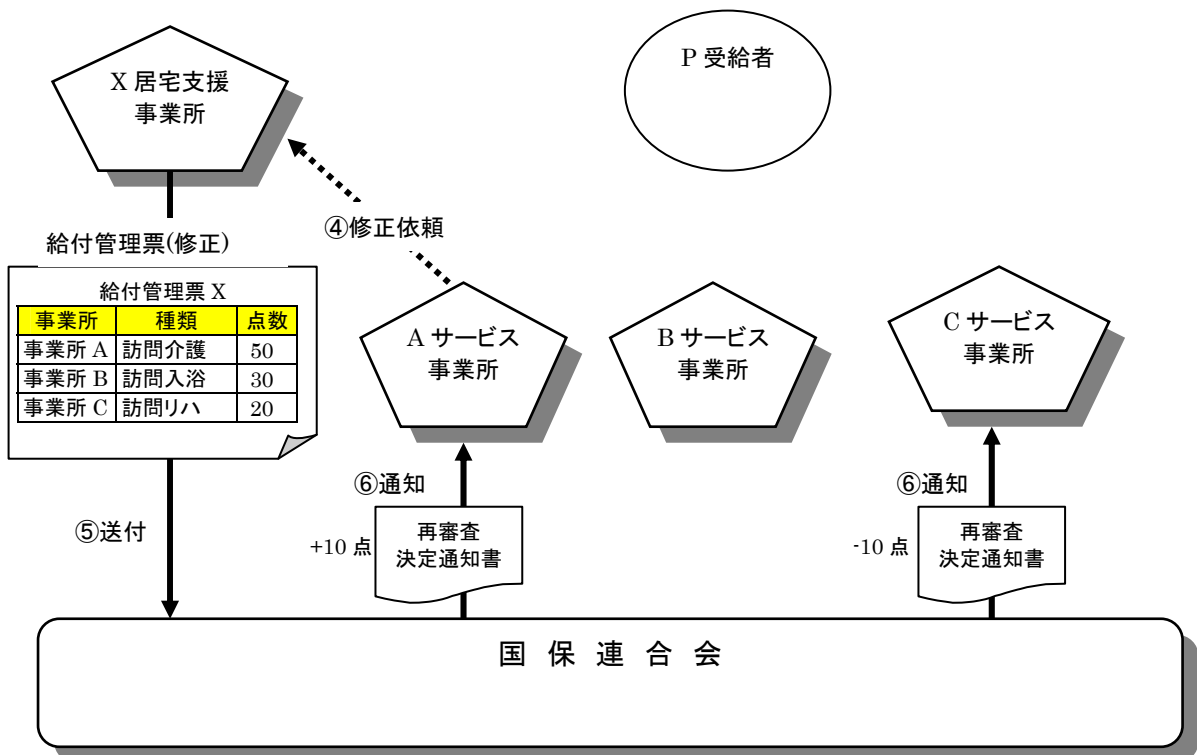 X 居宅支援
事業所
P 受給者
④修正依頼
給付管理票(修正)
給付管理票 X
事業所 種類 点数
事業所 A 訪問介護 50
事業所 B 訪問入浴 30
事業所 C 訪問リハ 20
A サービス
事業所
B サービス
事業所
C サービス
事業所
⑤送付
⑥通知
+10 点
再審査
決定通知書
⑥通知
-10 点
再審査
決定通知書
国 保 連 合 会